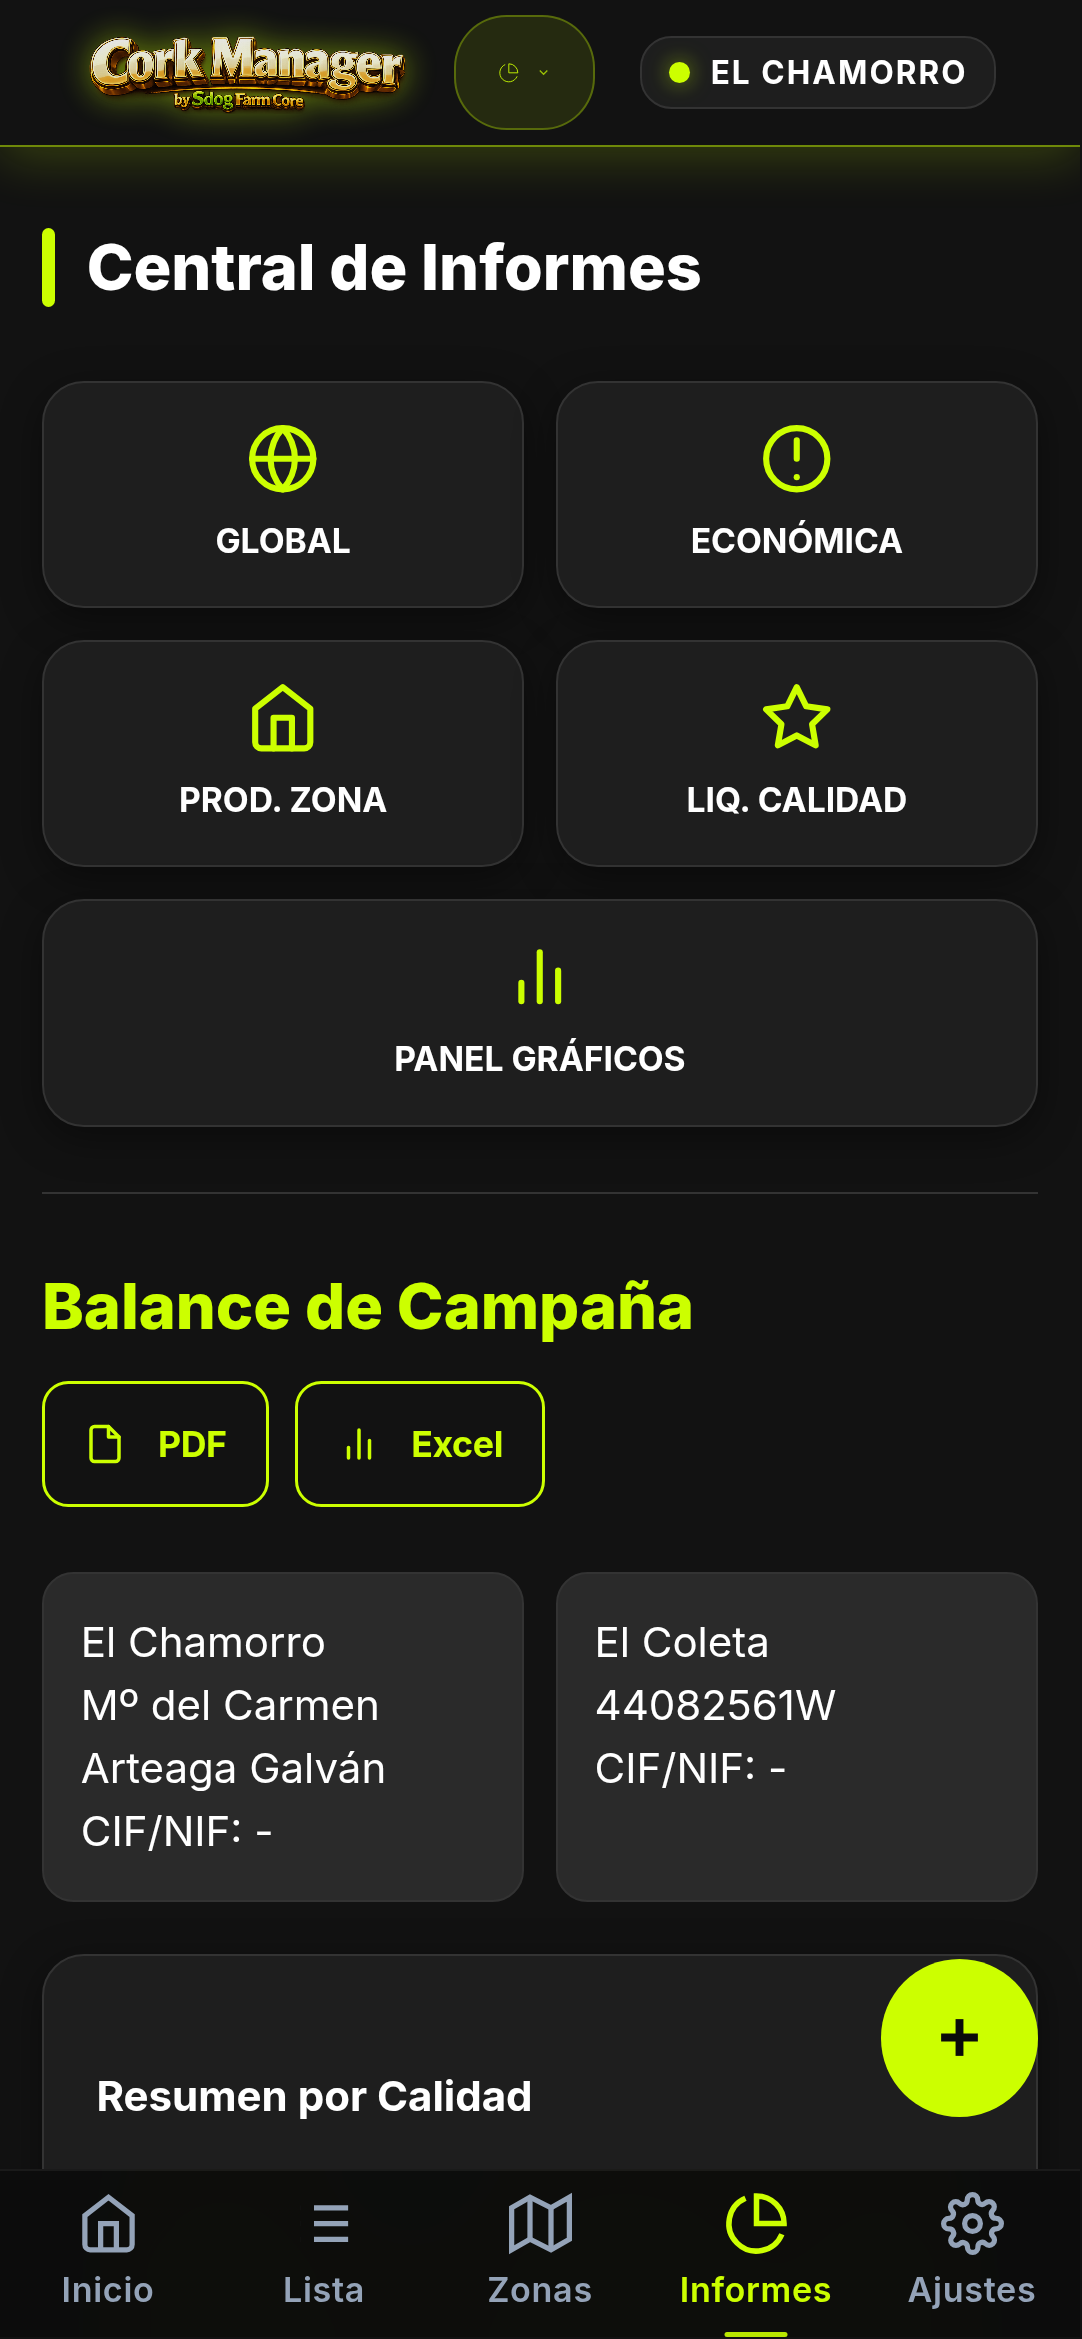 Cork Manager
by Sdog Farm Core
EL CHAMORRO
Central de Informes
GLOBAL
ECONÓMICA
PROD. ZONA
LIQ. CALIDAD
PANEL GRÁFICOS
Balance de Campaña
PDF
Excel
El Chamorro
Mº del Carmen
Arteaga Galván
CIF/NIF: -
El Coleta
44082561W
CIF/NIF: -
+
Resumen por Calidad
Inicio
Lista
Zonas
Informes
Ajustes